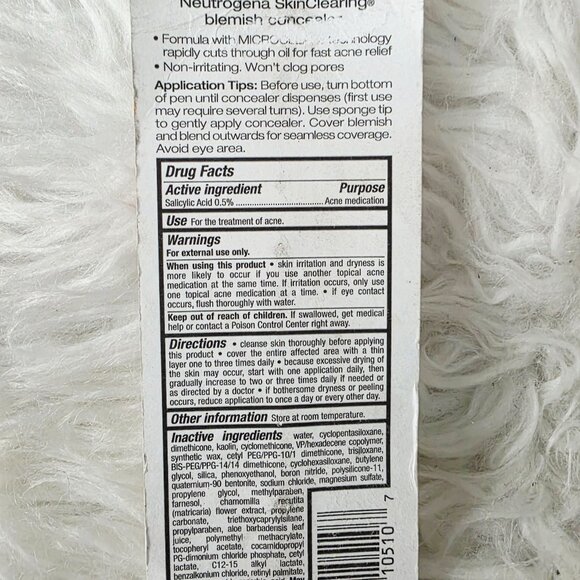 Neutrogena SkinClearing®
blemish concealer
• Formula with technology
rapidly cuts through oil for fast acne relief
• Non-irritating. Won't clog pores
Application Tips: Before use, turn bottom
of pen until concealer dispenses (first use
may require several turns). Use sponge tip
to gently apply concealer. Cover blemish
and blend outwards for seamless coverage.
Avoid eye area.
Drug Facts
Active ingredient Purpose
Salicylic Acid 0.5% Acne medication
Use For the treatment of acne.
Warnings
For external use only.
When using this product • skin irritation and dryness is
more likely to occur if you use another topical acne
medication at the same time. If irritation occurs, only use
one topical acne medication at a time. • if eye contact
occurs, flush thoroughly with water.
Keep out of reach of children. If swallowed, get medical
help or contact a Poison Control Center right away.
Directions • cleanse skin thoroughly before applying
this product • cover the entire affected area with a thin
layer one to three times daily • because excessive drying of
the skin may occur, start with one application daily, then
gradually increase to two or three times daily if needed or
as directed by a doctor • if bothersome dryness or peeling
occurs, reduce application to once a day or every other day.
Other information Store at room temperature.
Inactive ingredients water, cyclopentasiloxane,
dimethicone, kaolin, cyclomethicone, VP/hexadecene copolymer,
synthetic wax, cetyl PEG/PPG-10/1 dimethicone, trisiloxane,
BIS-PEG/PPG-14/14 dimethicone, cyclohexasiloxane, butylene
glycol, silica, phenoxyethanol, boron nitride, polysilicone-11,
quaternium-90 bentonite, sodium chloride, magnesium sulfate,
propylene glycol, methylparaben,
farnesol, chamomilla recutita
(matricaria) flower extract, propylene
carbonate, triethoxycaprylylsilane,
propylparaben, aloe barbadensis leaf
juice, polymethyl methacrylate,
tocopheryl acetate, cocamidopropyl
PG-dimonium chloride phosphate, cetyl
lactate, C12-15 alkyl lactate,
benzalkonium chloride, retinyl palmitate,
May
10510 7